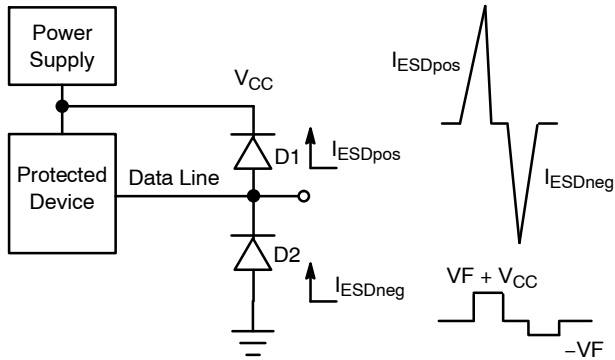 Power
Supply
V_CC
Protected
Device
Data Line
D1
I_ESDpos
D2
I_ESDneg
I_ESDpos
I_ESDneg
VF + V_CC
−VF